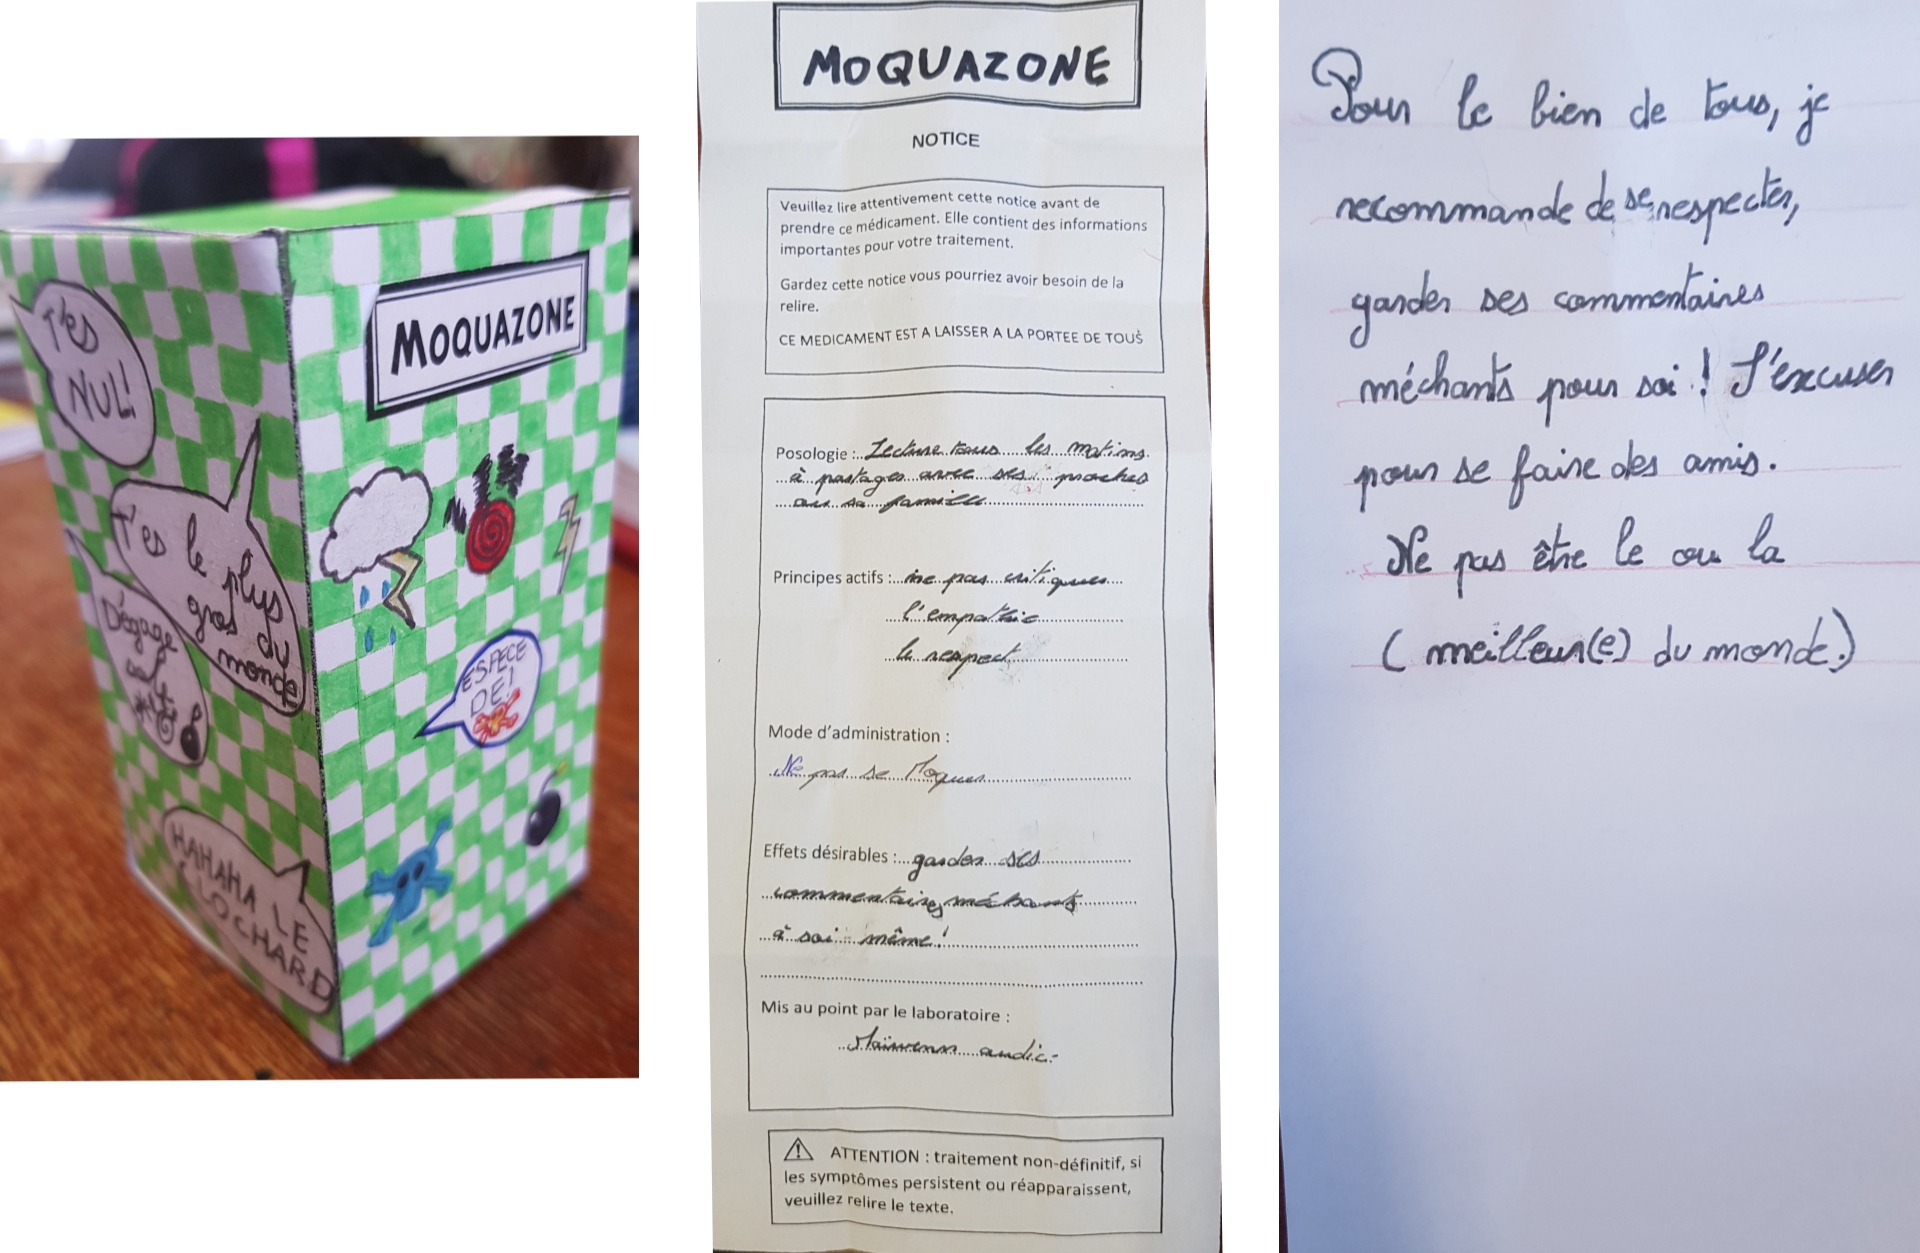 T'es
NUL!
T'es le plus
gros du
monde
Dégage
HAHAHA LE
CLOCHARD
MOQUAZONE
ESPECE
DE!
MOQUAZONE
NOTICE
Veuillez lire attentivement cette notice avant de
prendre ce médicament. Elle contient des informations
importantes pour votre traitement.
Gardez cette notice vous pourriez avoir besoin de la
relire.
CE MEDICAMENT EST A LAISSER A LA PORTEE DE TOUS
Posologie : Lecture tous les matins
à partager avec ses proches
ou sa famille
Principes actifs : ne pas critiquer
l'empathie
le respect
Mode d'administration :
Ne pas se Moquer
Effets désirables : garder ses
commentaires méchants
à soi même!
Mis au point par le laboratoire :
Maïwenn audic
ATTENTION : traitement non-définitif, si
les symptômes persistent ou réapparaissent,
veuillez relire le texte.
Pour le bien de tous, je
recommande de se respecter,
garder ses commentaires
méchants pour soi ! S'excuser
pour se faire des amis.
Ne pas être le ou la
( meilleur(e) du monde.)